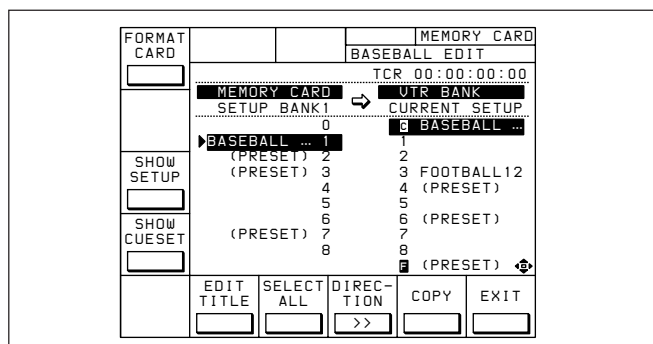 FORMAT CARD
MEMORY CARD
BASEBALL EDIT
TCR 00:00:00:00
MEMORY CARD ⇨ VTR BANK
SETUP BANK1 CURRENT SETUP
0 C BASEBALL ...
▶BASEBALL ... 1 1
(PRESET) 2 2
(PRESET) 3 3 FOOTBALL12
4 4 (PRESET)
5 5
6 6 (PRESET)
(PRESET) 7 7
8 8
F (PRESET)
SHOW SETUP
SHOW CUESET
EDIT TITLE
SELECT ALL
DIREC-TION
>>
COPY
EXIT